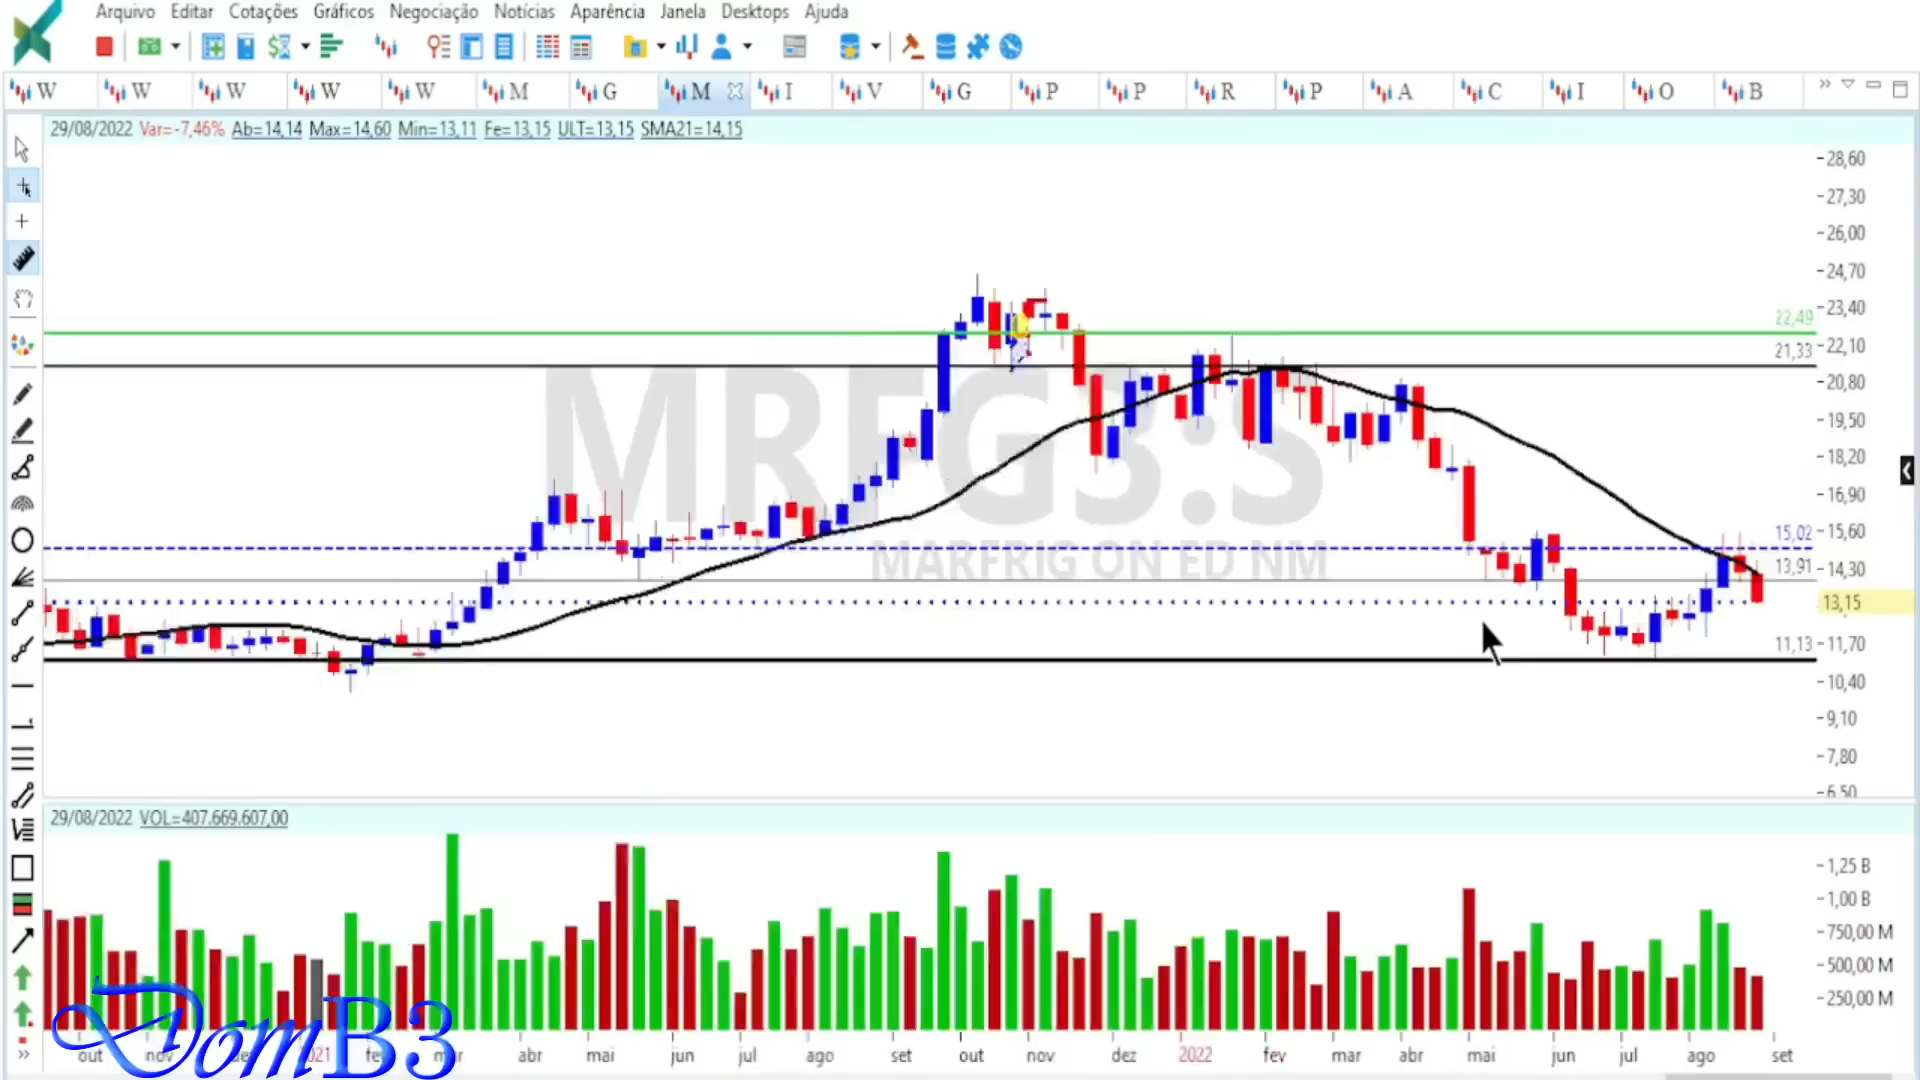 Arquivo Editar Cotações Gráficos Negociação Notícias Aparência Janela Desktops Ajuda
W W W W W M G M I V G P P R P A C I O B
29/08/2022 Var=-7,46% Ab=14,14 Max=14,60 Min=13,11 Fe=13,15 ULT=13,15 SMA21=14,15
28,60
27,30
26,00
24,70
23,40
22,49
22,10
21,33
20,80
19,50
18,20
16,90
15,60
15,02
14,30
13,91
13,15
11,70
11,13
10,40
9,10
7,80
6,50
MRFG3:S
MARFRIG ON ED NM
29/08/2022 VOL=407.669.607,00
1,25 B
1,00 B
750,00 M
500,00 M
250,00 M
DomB3
out nov 2021 mar abr mai jun jul ago set out nov dez 2022 fev mar abr mai jun jul ago set